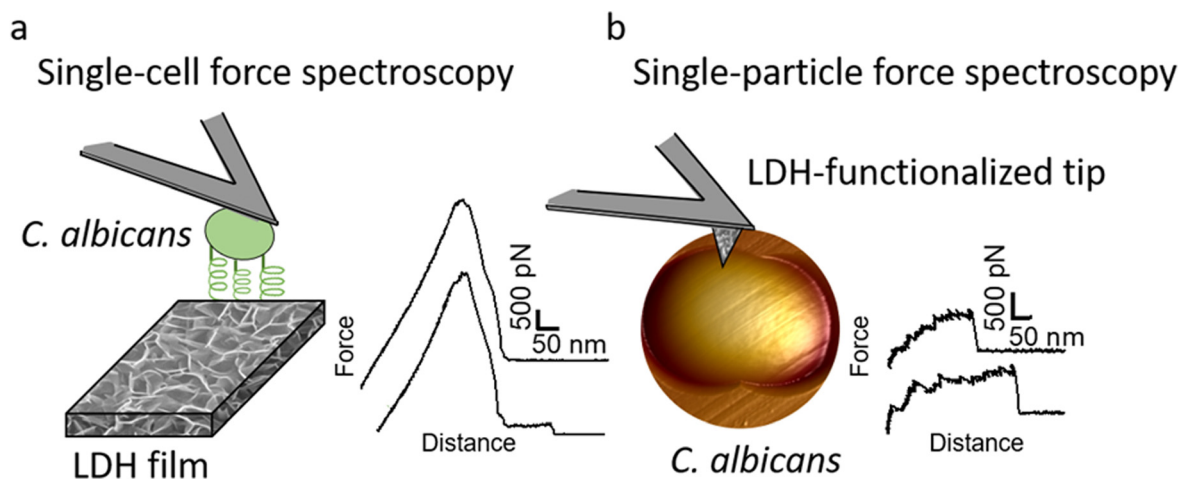 a
Single-cell force spectroscopy
C. albicans
LDH film
Force
500 pN
50 nm
Distance
b
Single-particle force spectroscopy
LDH-functionalized tip
C. albicans
Force
500 pN
50 nm
Distance